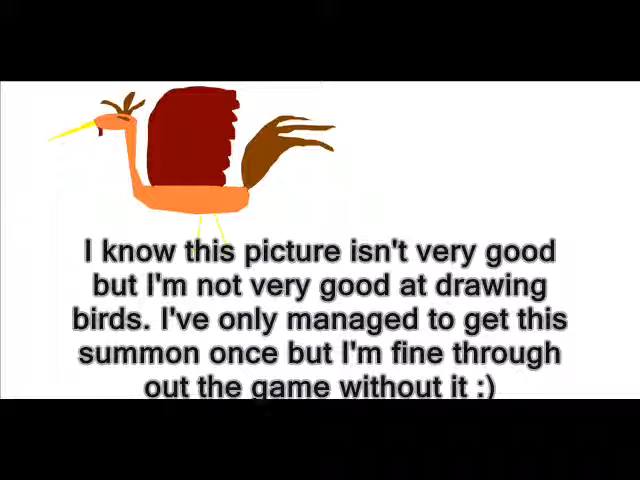 I know this picture isn't very good
but I'm not very good at drawing
birds. I've only managed to get this
summon once but I'm fine through
out the game without it :)